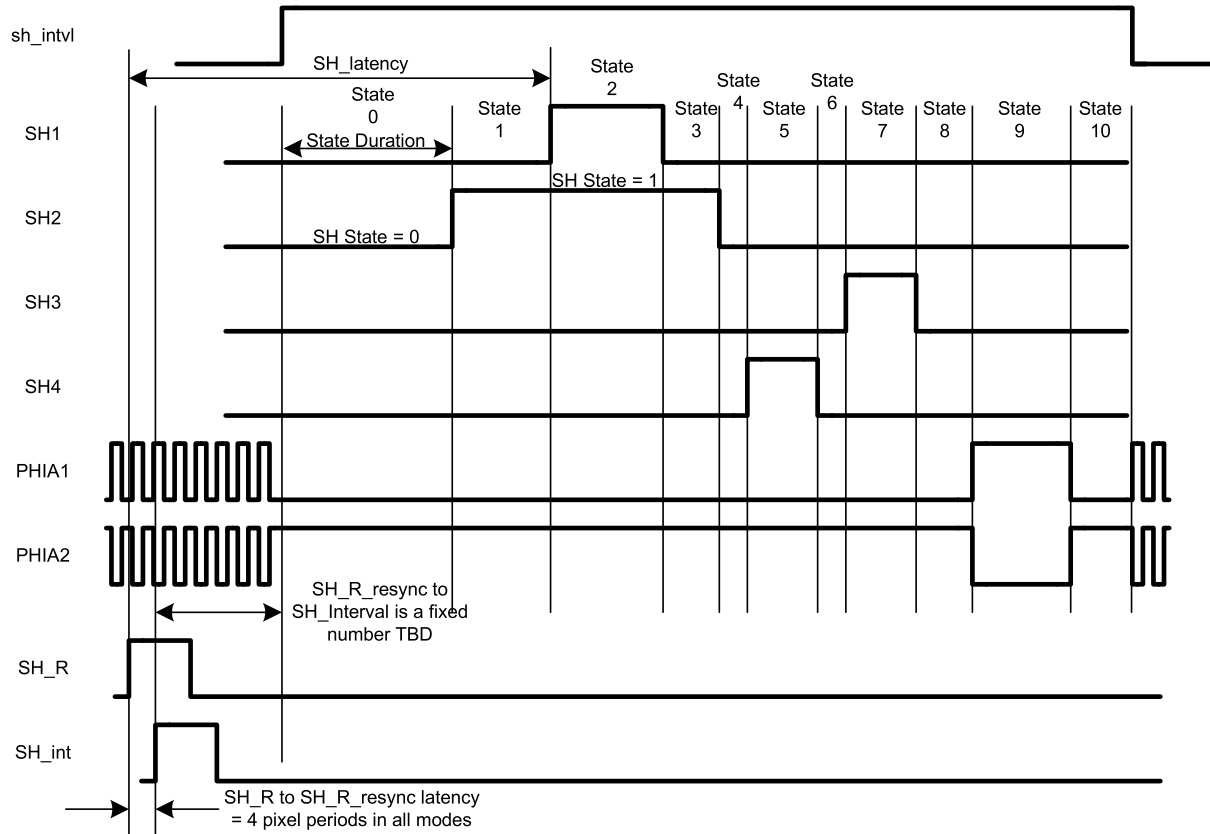 sh_intvl
SH_latency
State
0
State
1
State
2
State
3
State
4
State
5
State
6
State
7
State
8
State
9
State
10
SH1
State Duration
SH State = 1
SH2
SH State = 0
SH3
SH4
PHIA1
PHIA2
SH_R_resync to
SH_Interval is a fixed
number TBD
SH_R
SH_int
SH_R to SH_R_resync latency
= 4 pixel periods in all modes